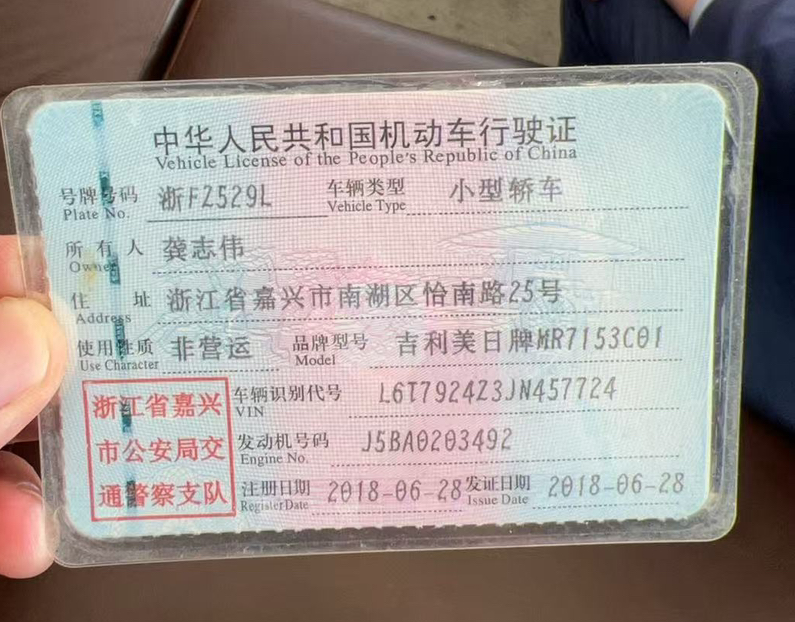 中华人民共和国机动车行驶证
Vehicle License of the People's Republic of China
号牌号码 浙FZ529L 车辆类型 小型轿车
Plate No. Vehicle Type
所有人 龚志伟
Owner
住址 浙江省嘉兴市南湖区怡南路25号
Address
使用性质 非营运 品牌型号 吉利美日牌MR7153C01
Use Character Model
浙江省嘉兴
市公安局交
通警察支队
车辆识别代号 L6T7924Z3JN457724
VIN
发动机号码 J5BA0203492
Engine No.
注册日期 2018-06-28 发证日期 2018-06-28
Register Date Issue Date